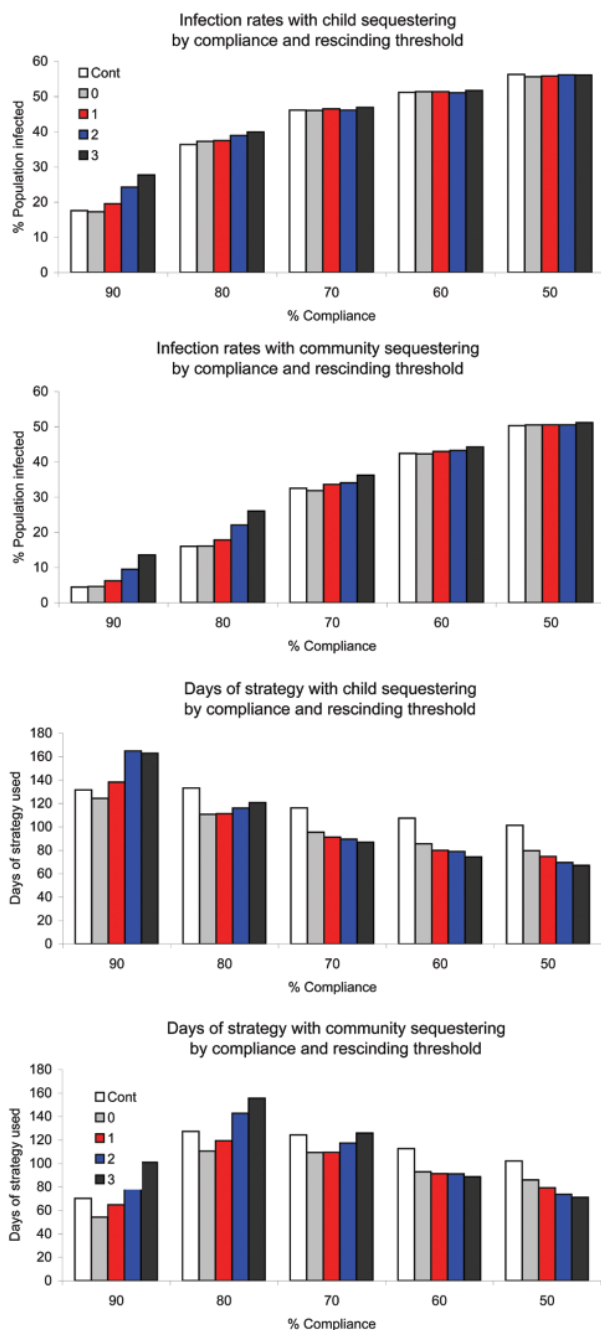 Infection rates with child sequestering
by compliance and rescinding threshold
60
50
40
30
20
10
0
% Population infected
Cont
0
1
2
3
90 80 70 60 50
% Compliance
Infection rates with community sequestering
by compliance and rescinding threshold
60
50
40
30
20
10
0
% Population infected
90 80 70 60 50
% Compliance
Days of strategy with child sequestering
by compliance and rescinding threshold
180
160
140
120
100
80
60
40
20
0
Days of strategy used
90 80 70 60 50
% Compliance
Days of strategy with community sequestering
by compliance and rescinding threshold
180
160
140
120
100
80
60
40
20
0
Days of strategy used
Cont
0
1
2
3
90 80 70 60 50
% Compliance